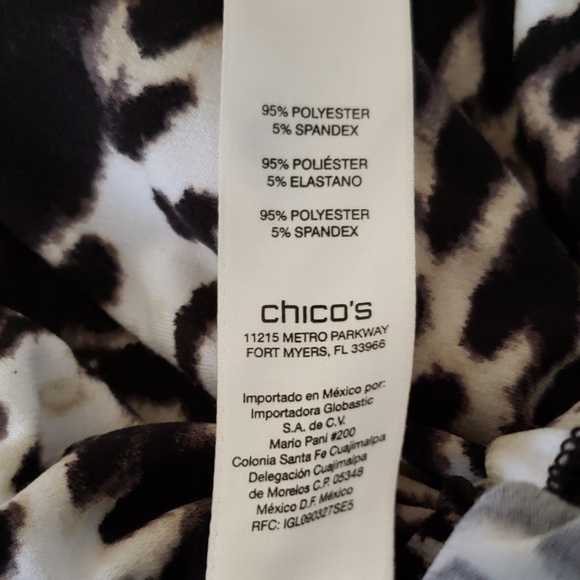 95% POLYESTER
5% SPANDEX
95% POLIÉSTER
5% ELASTANO
95% POLYESTER
5% SPANDEX
chico's
11215 METRO PARKWAY
FORT MYERS, FL 33966
Importado en México por:
Importadora Globastic
S.A. de C.V.
Mario Pani #200
Colonia Santa Fe Cuajimalpa
Delegación Cuajimalpa
de Morelos C.P. 05348
México D.F. México
RFC: IGL090327SE5